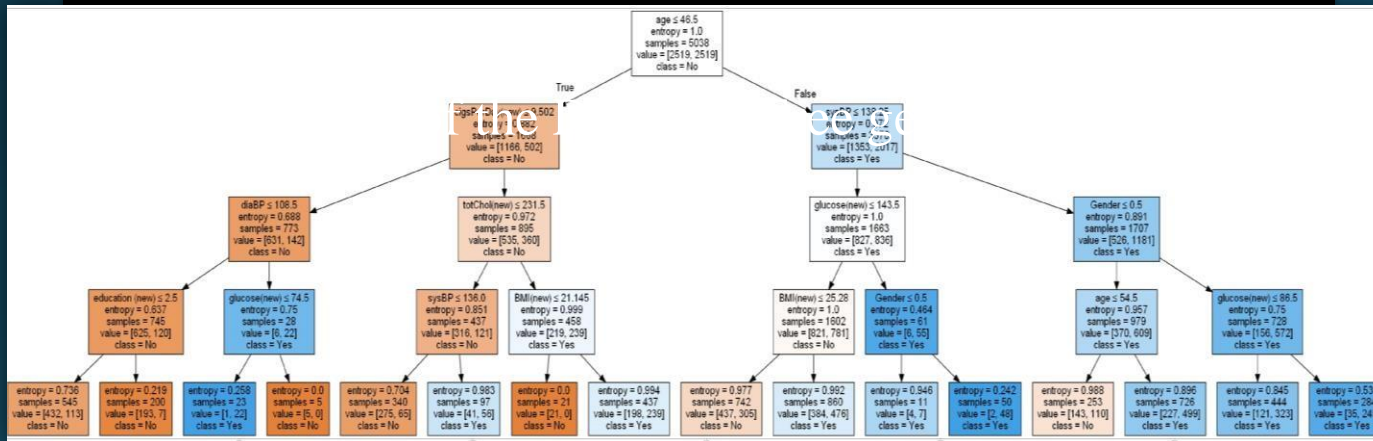 age ≤ 46.5
entropy = 1.0
samples = 5038
value = [2519, 2519]
class = No
True
False
the
value = [1166, 502]
class = No
value = [1353, 2017]
class = Yes
diaBP ≤ 108.5
entropy = 0.688
samples = 773
value = [631, 142]
class = No
totChol(new) ≤ 231.5
entropy = 0.972
samples = 895
value = [535, 360]
class = No
glucose(new) ≤ 143.5
entropy = 1.0
samples = 1663
value = [827, 836]
class = Yes
Gender ≤ 0.5
entropy = 0.891
samples = 1707
value = [526, 1181]
class = Yes
education (new) ≤ 2.5
entropy = 0.637
samples = 745
value = [625, 120]
class = No
glucose(new) ≤ 74.5
entropy = 0.75
samples = 28
value = [6, 22]
class = Yes
sysBP ≤ 136.0
entropy = 0.851
samples = 437
value = [316, 121]
class = No
BMI(new) ≤ 21.145
entropy = 0.999
samples = 458
value = [219, 239]
class = Yes
BMI(new) ≤ 25.28
entropy = 1.0
samples = 1602
value = [821, 781]
class = No
Gender ≤ 0.5
entropy = 0.464
samples = 61
value = [6, 55]
class = Yes
age ≤ 54.5
entropy = 0.957
samples = 979
value = [370, 609]
class = Yes
glucose(new) ≤ 86.5
entropy = 0.75
samples = 728
value = [156, 572]
class = Yes
entropy = 0.736
samples = 545
value = [432, 113]
class = No
entropy = 0.219
samples = 200
value = [193, 7]
class = No
entropy = 0.258
samples = 23
value = [1, 22]
class = Yes
entropy = 0.0
samples = 5
value = [5, 0]
class = No
entropy = 0.704
samples = 340
value = [275, 65]
class = No
entropy = 0.983
samples = 97
value = [41, 56]
class = Yes
entropy = 0.0
samples = 21
value = [21, 0]
class = No
entropy = 0.994
samples = 437
value = [198, 239]
class = Yes
entropy = 0.977
samples = 742
value = [437, 305]
class = No
entropy = 0.992
samples = 860
value = [384, 476]
class = Yes
entropy = 0.946
samples = 11
value = [4, 7]
class = Yes
entropy = 0.242
samples = 50
value = [2, 48]
class = Yes
entropy = 0.988
samples = 253
value = [143, 110]
class = No
entropy = 0.896
samples = 726
value = [227, 499]
class = Yes
entropy = 0.845
samples = 444
value = [121, 323]
class = Yes
entropy = 0.53
samples = 284
value = [35, 24
class = Yes